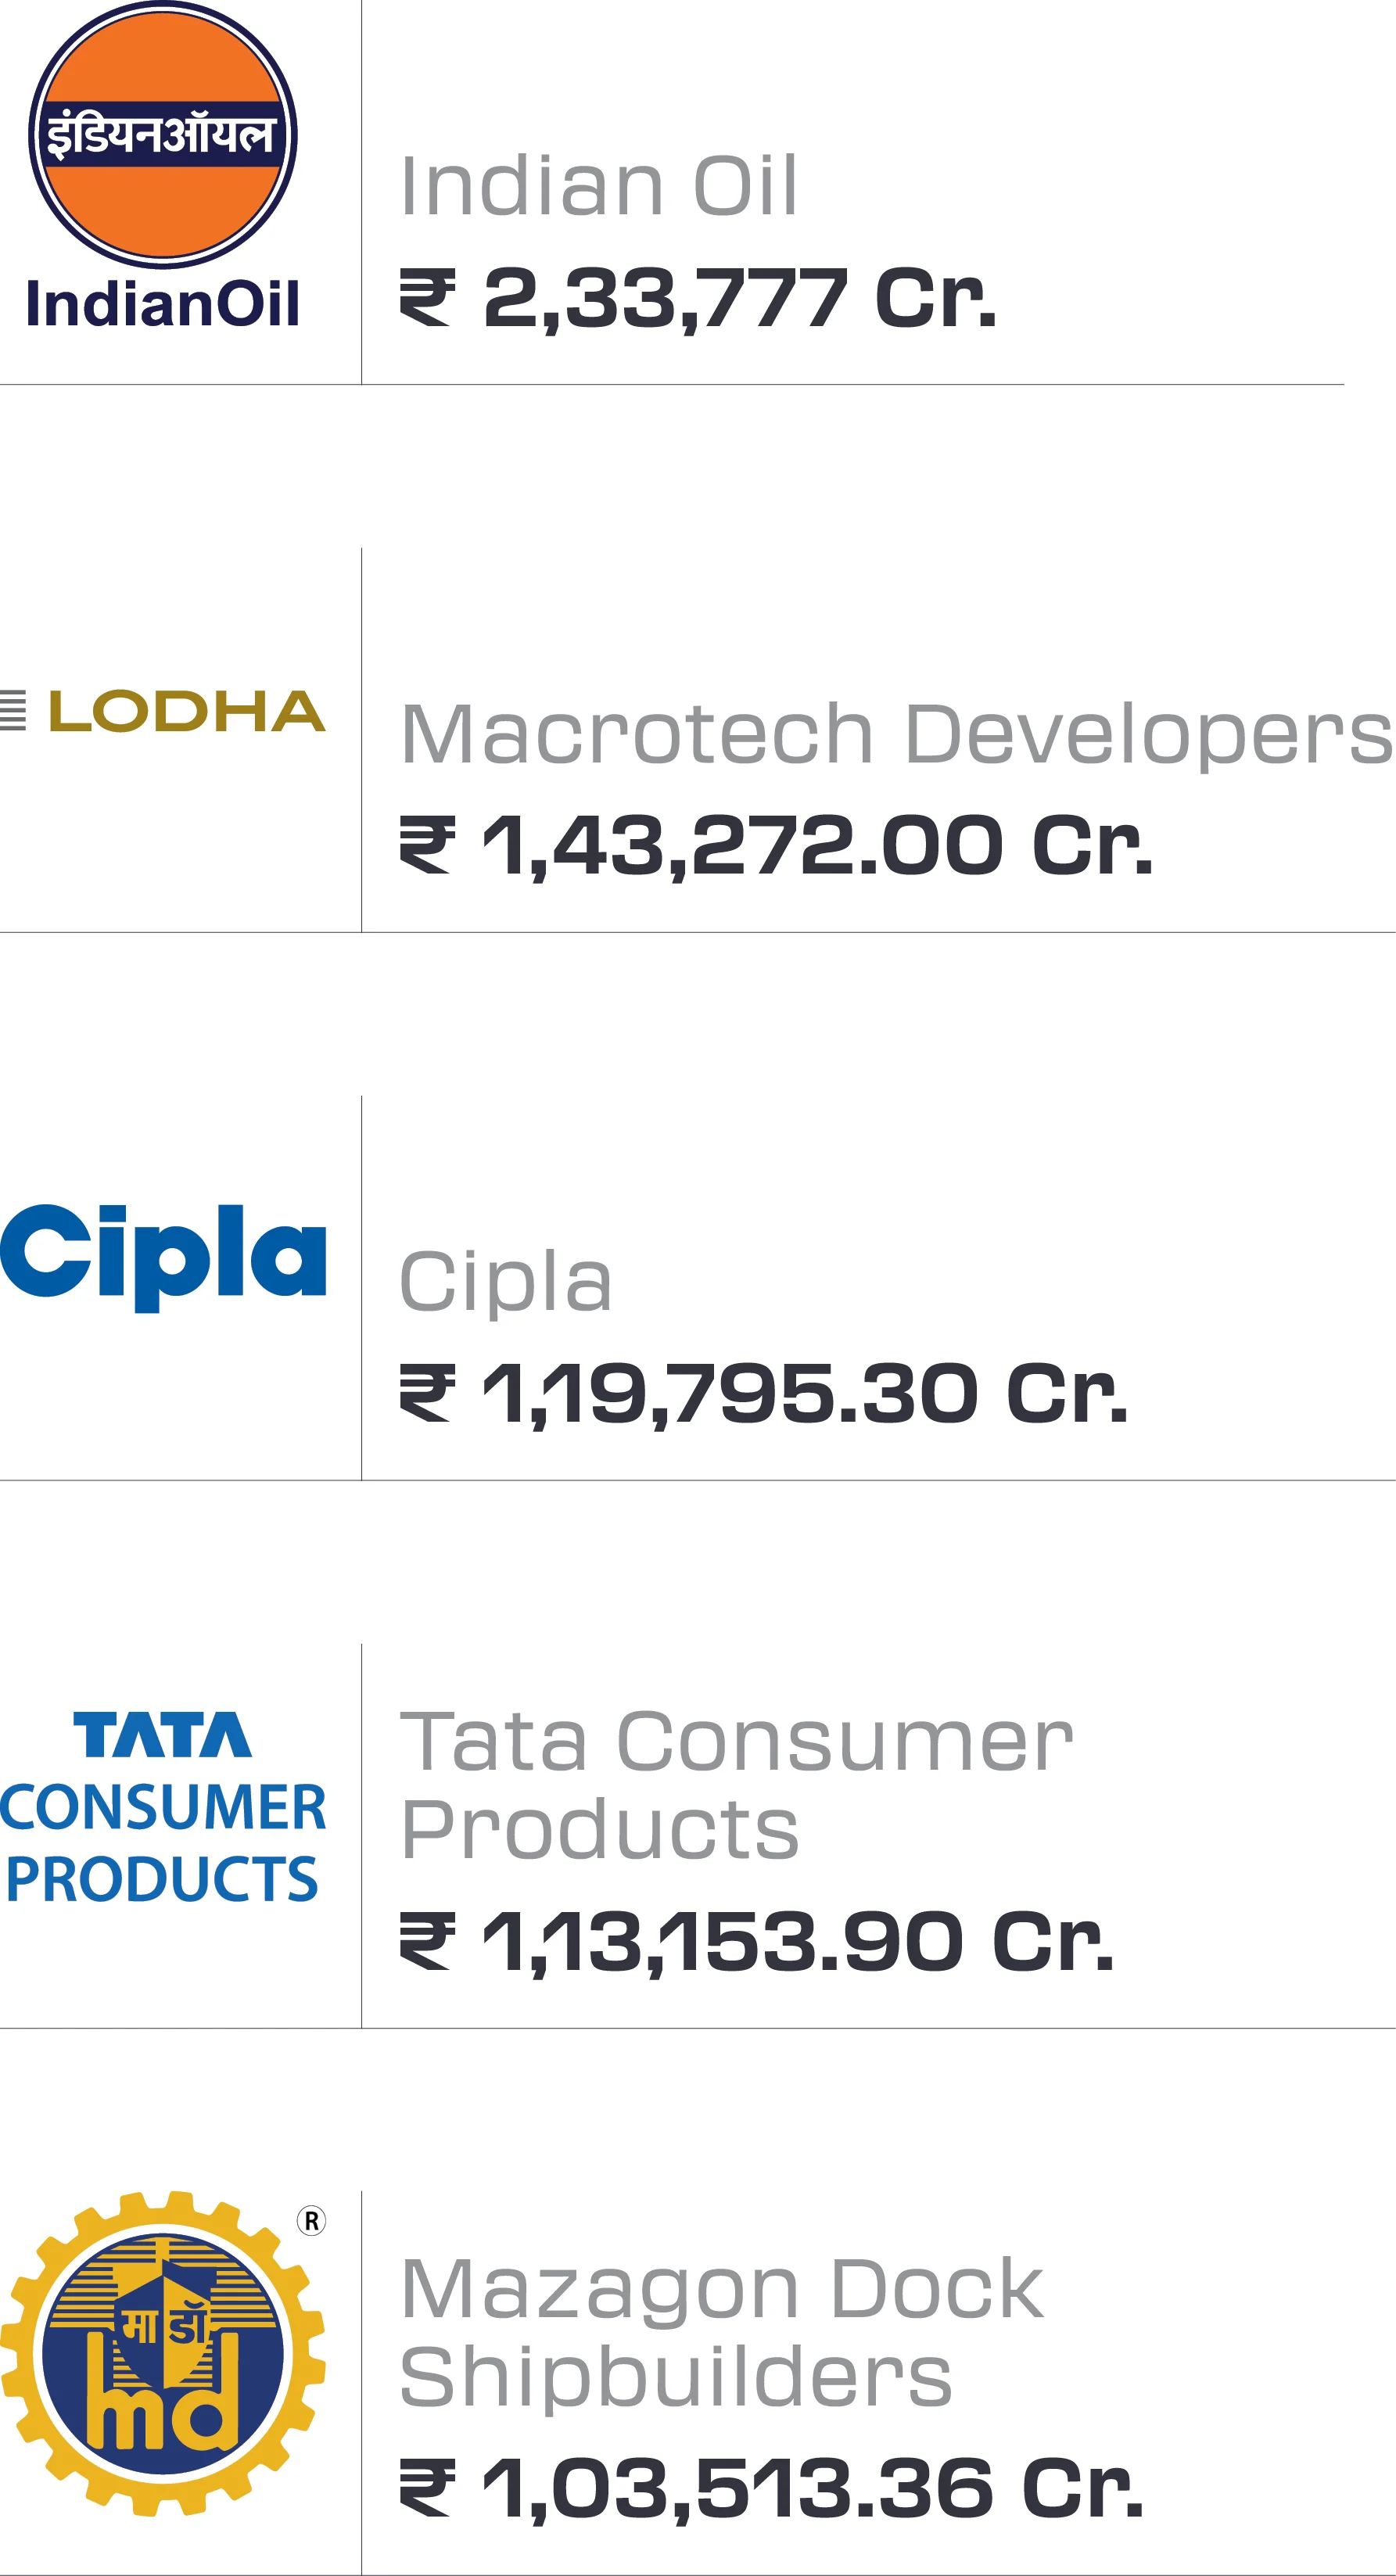 इंडियनऑयल
IndianOil
Indian Oil
₹ 2,33,777 Cr.
LODHA
Macrotech Developers
₹ 1,43,272.00 Cr.
Cipla
Cipla
₹ 1,19,795.30 Cr.
TATA
CONSUMER
PRODUCTS
Tata Consumer
Products
₹ 1,13,153.90 Cr.
®
माडॉ
md
Mazagon Dock
Shipbuilders
₹ 1,03,513.36 Cr.